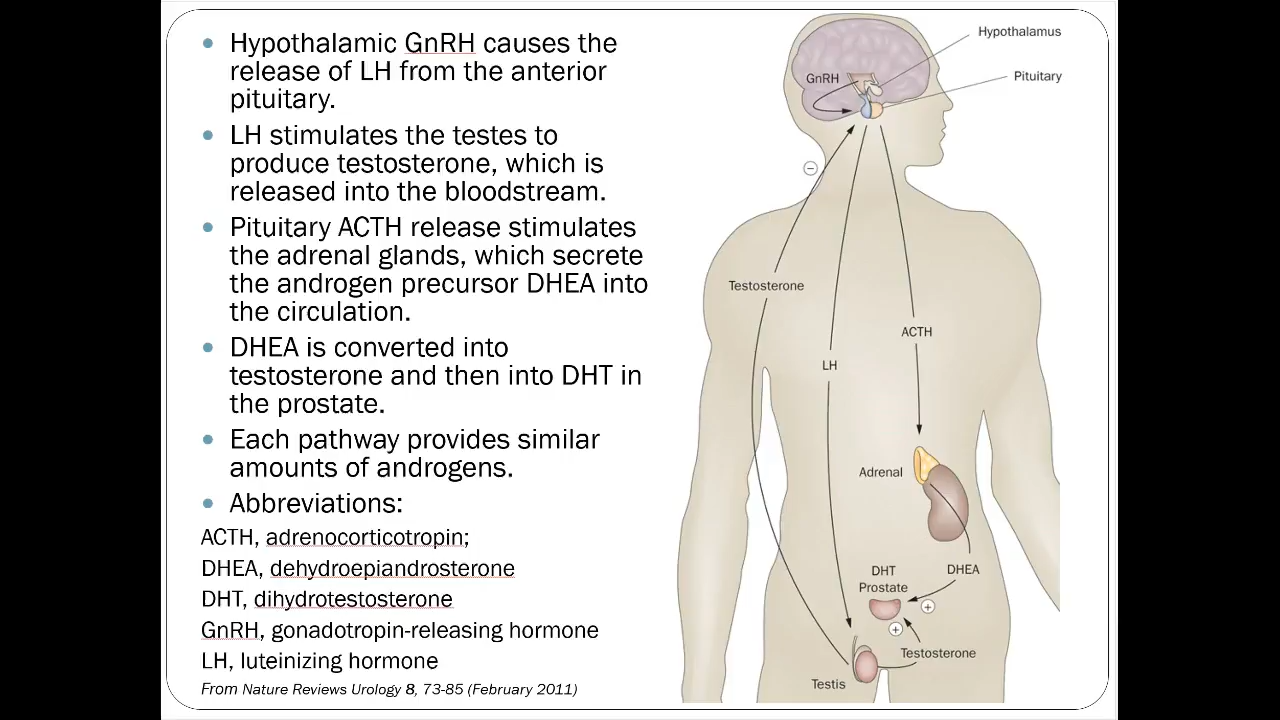 Hypothalamic GnRH causes the
release of LH from the anterior
pituitary.
LH stimulates the testes to
produce testosterone, which is
released into the bloodstream.
Pituitary ACTH release stimulates
the adrenal glands, which secrete
the androgen precursor DHEA into
the circulation.
DHEA is converted into
testosterone and then into DHT in
the prostate.
Each pathway provides similar
amounts of androgens.
Abbreviations:
ACTH, adrenocorticotropin;
DHEA, dehydroepiandrosterone
DHT, dihydrotestosterone
GnRH, gonadotropin-releasing hormone
LH, luteinizing hormone
From Nature Reviews Urology 8, 73-85 (February 2011)
Hypothalamus
GnRH
Pituitary
−
Testosterone
ACTH
LH
Adrenal
DHT
Prostate
DHEA
+
+
Testosterone
Testis